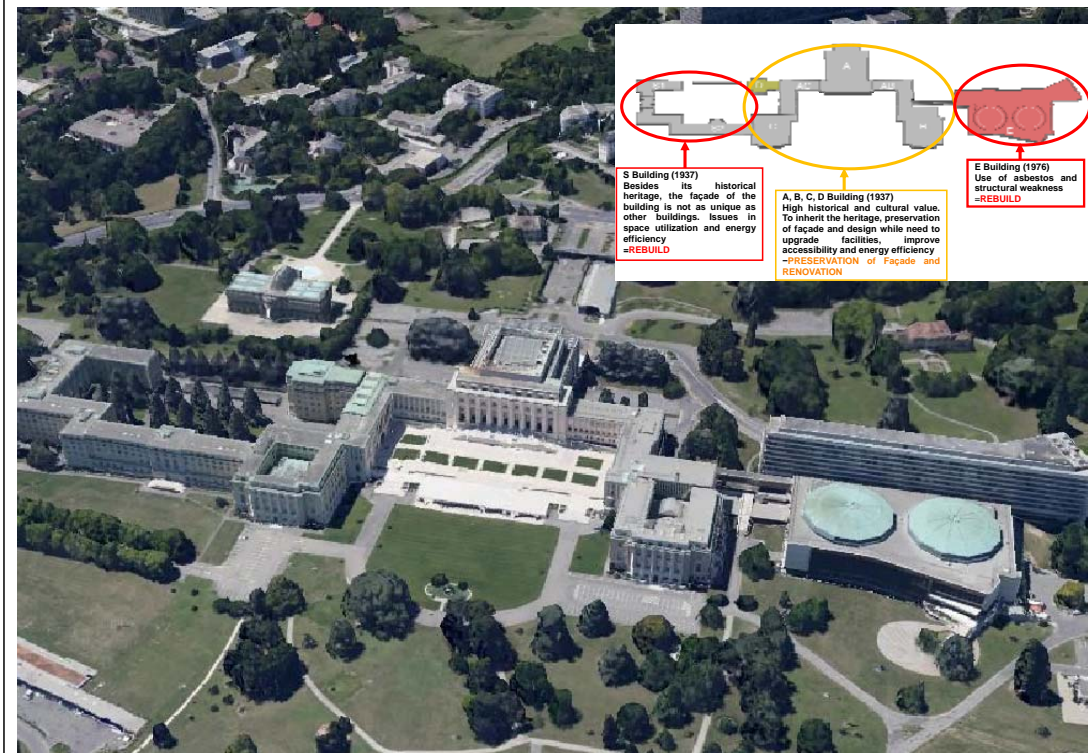 A
AC
AB
C
B
E
S Building (1937)
Besides its historical
heritage, the façade of the
building is not as unique as
other buildings. Issues in
space utilization and energy
efficiency
=REBUILD
A, B, C, D Building (1937)
High historical and cultural value.
To inherit the heritage, preservation
of façade and design while need to
upgrade facilities, improve
accessibility and energy efficiency
=PRESERVATION of Façade and
RENOVATION
E Building (1976)
Use of asbestos and
structural weakness
=REBUILD